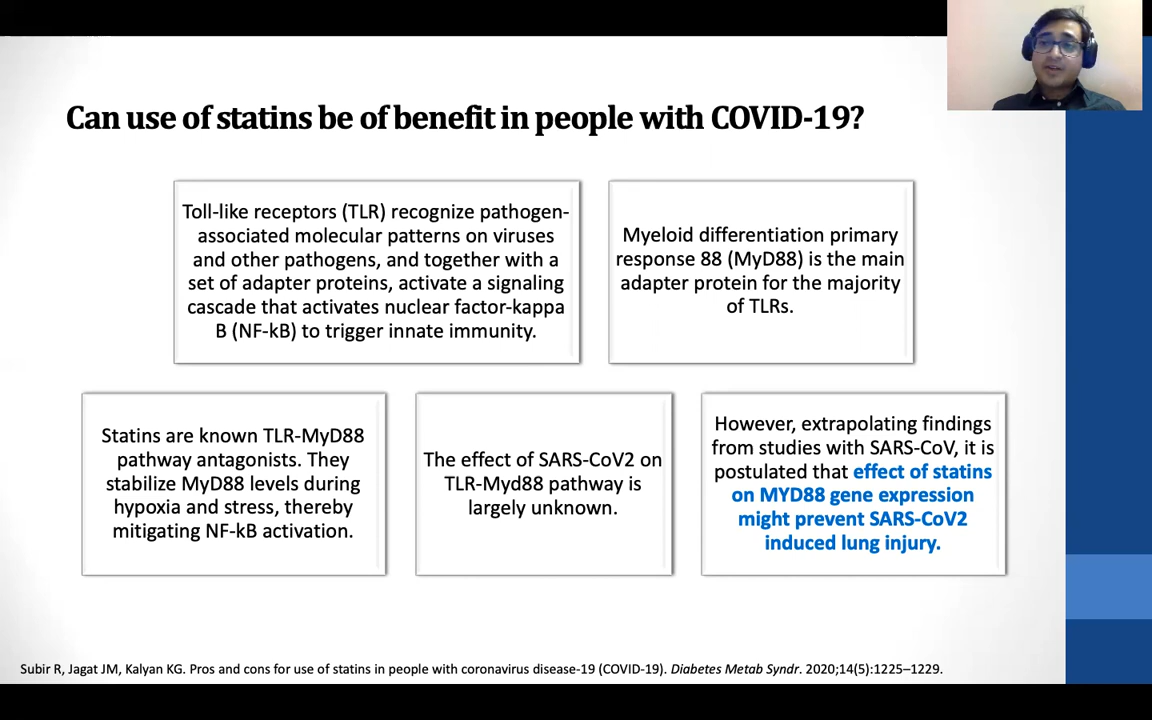 Can use of statins be of benefit in people with COVID-19?
Toll-like receptors (TLR) recognize pathogen-
associated molecular patterns on viruses
and other pathogens, and together with a
set of adapter proteins, activate a signaling
cascade that activates nuclear factor-kappa
B (NF-kB) to trigger innate immunity.
Myeloid differentiation primary
response 88 (MyD88) is the main
adapter protein for the majority
of TLRs.
Statins are known TLR-MyD88
pathway antagonists. They
stabilize MyD88 levels during
hypoxia and stress, thereby
mitigating NF-kB activation.
The effect of SARS-CoV2 on
TLR-Myd88 pathway is
largely unknown.
However, extrapolating findings
from studies with SARS-CoV, it is
postulated that effect of statins
on MYD88 gene expression
might prevent SARS-CoV2
induced lung injury.
Subir R, Jagat JM, Kalyan KG. Pros and cons for use of statins in people with coronavirus disease-19 (COVID-19). Diabetes Metab Syndr. 2020;14(5):1225–1229.